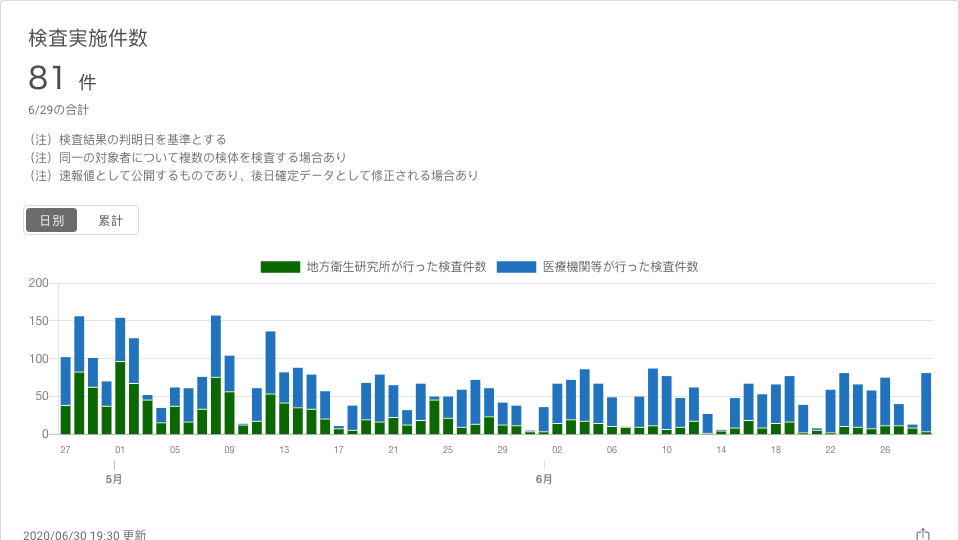 検査実施件数
81 件
6/29の合計
（注）検査結果の判明日を基準とする
（注）同一の対象者について複数の検体を検査する場合あり
（注）速報値として公開するものであり、後日確定データとして修正される場合あり
日別 累計
地方衛生研究所が行った検査件数 医療機関等が行った検査件数
200
150
100
50
0
27 01 05 09 13 17 21 25 29 02 06 10 14 18 22 26
5月 6月
2020/06/30 19:30 更新